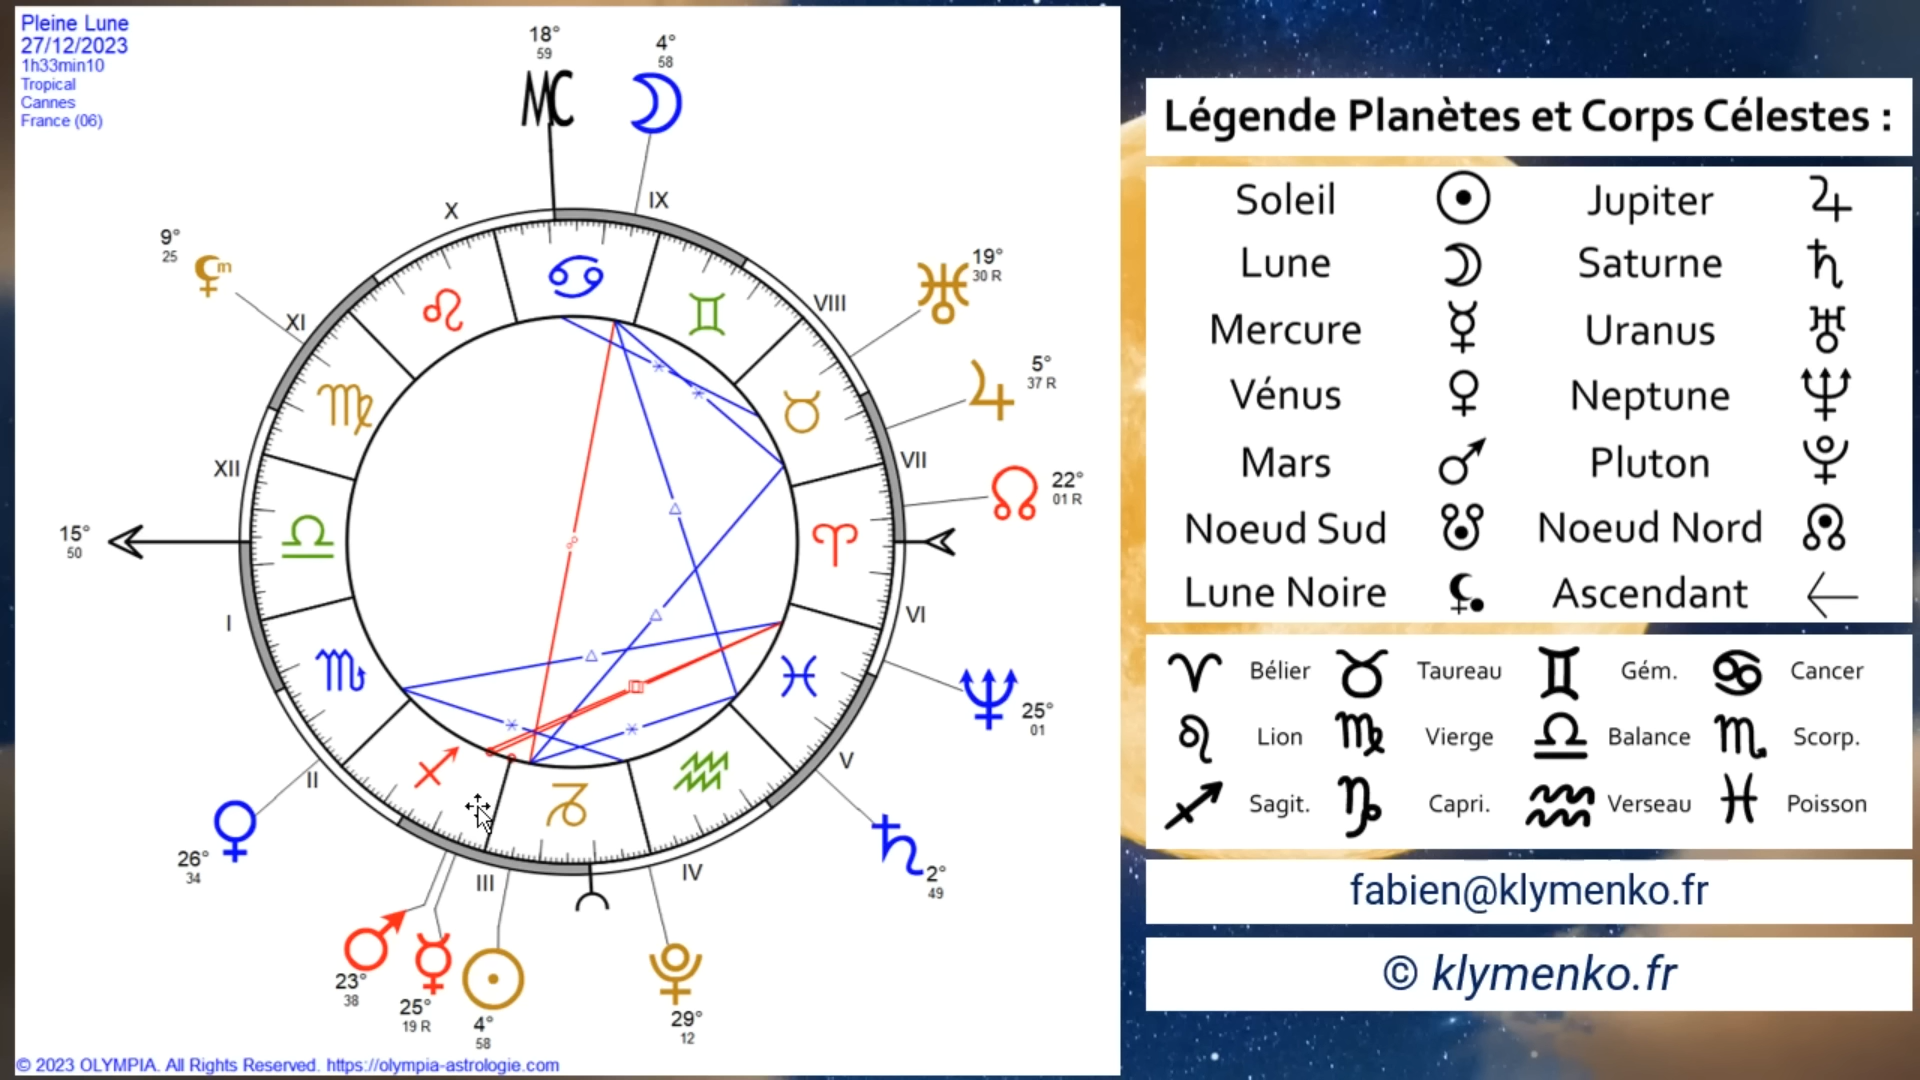 Pleine Lune
27/12/2023
1h33min10
Tropical
Cannes
France (06)
18°
59
MC
4°
58
IX
X
9°
25
m
19°
30 R
VIII
XI
5°
37 R
VII
XII
22°
01 R
15°
50
VI
I
25°
01
V
II
26°
34
III
IV
2°
49
23°
38
25°
19 R
4°
58
29°
12
© 2023 OLYMPIA. All Rights Reserved. https://olympia-astrologie.com
Légende Planètes et Corps Célestes :
Soleil Jupiter
Lune Saturne
Mercure Uranus
Vénus Neptune
Mars Pluton
Noeud Sud Noeud Nord
Lune Noire Ascendant
Bélier Taureau Gém. Cancer
Lion Vierge Balance Scorp.
Sagit. Capri. Verseau Poisson
fabien@klymenko.fr
© klymenko.fr